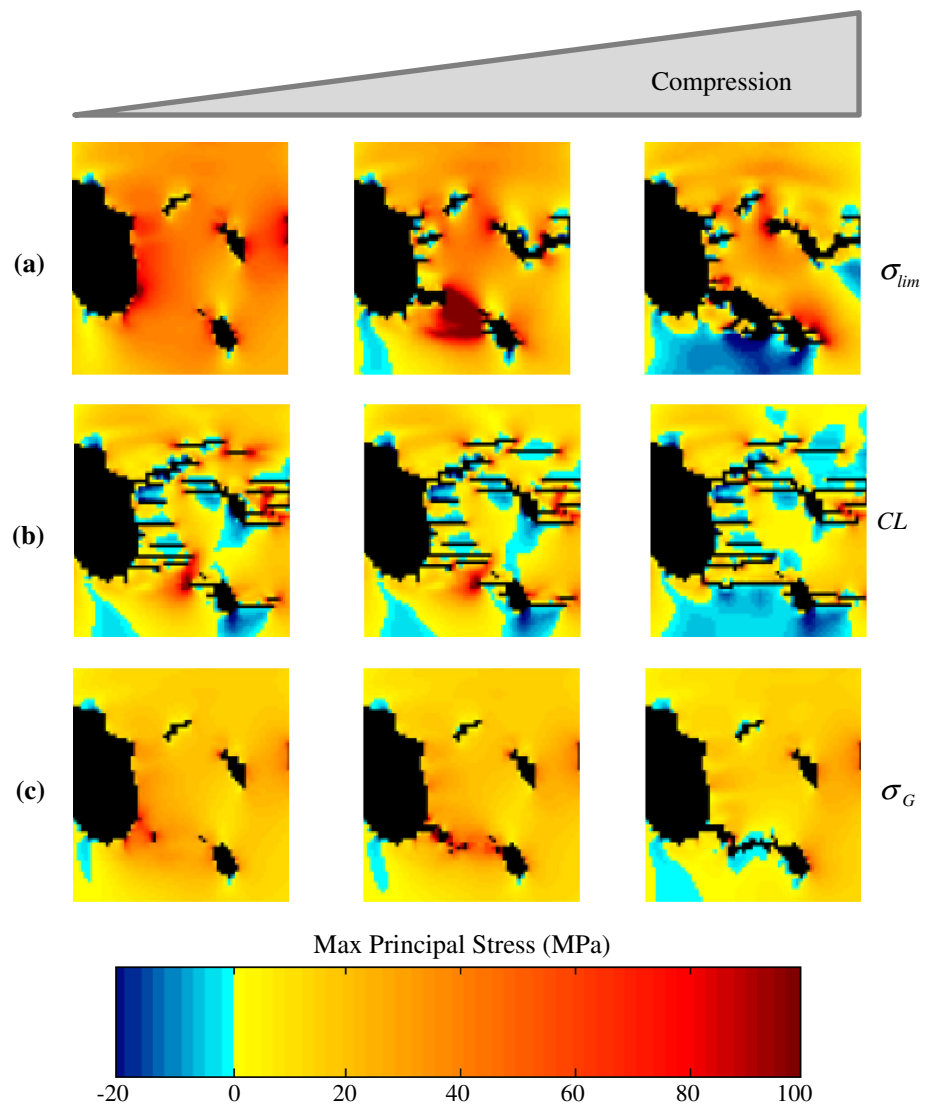 Compression
(a)
σlim
(b)
CL
(c)
σG
Max Principal Stress (MPa)
-20 0 20 40 60 80 100